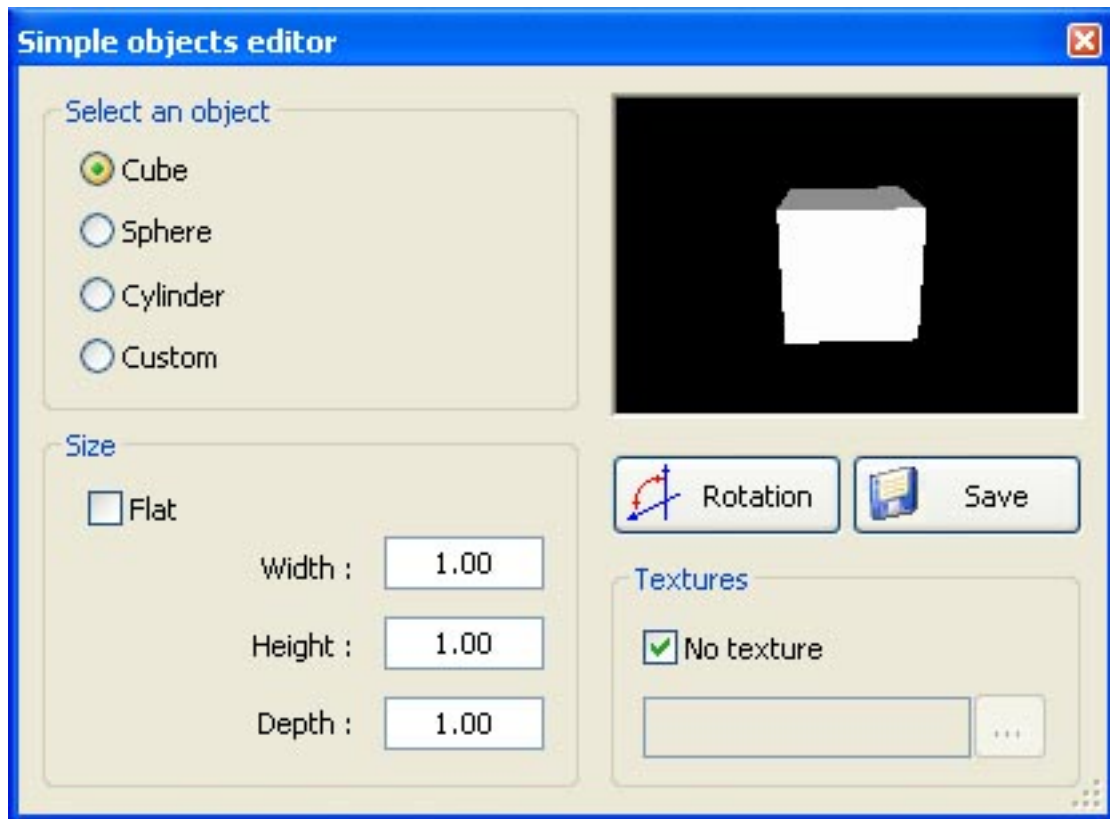 Simple objects editor
Select an object
Cube
Sphere
Cylinder
Custom
Size
Flat
Width : 1.00
Height : 1.00
Depth : 1.00
Rotation
Save
Textures
No texture
...